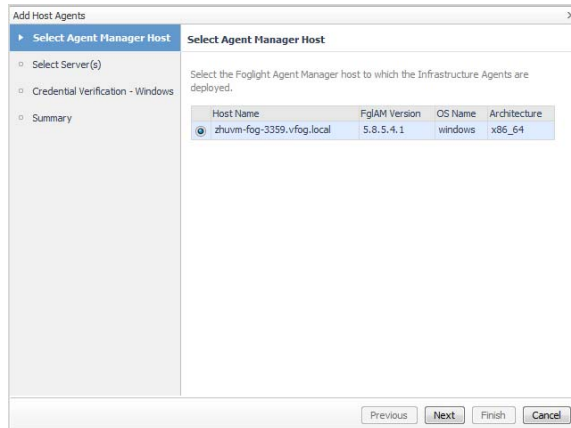 Add Host Agents
Select Agent Manager Host
Select Server(s)
Credential Verification - Windows
Summary
Select Agent Manager Host
Select the Foglight Agent Manager host to which the Infrastructure Agents are
deployed.
Host Name FglAM Version OS Name Architecture
zhuvm-fog-3359.vfog.local 5.8.5.4.1 windows x86_64
Previous Next Finish Cancel